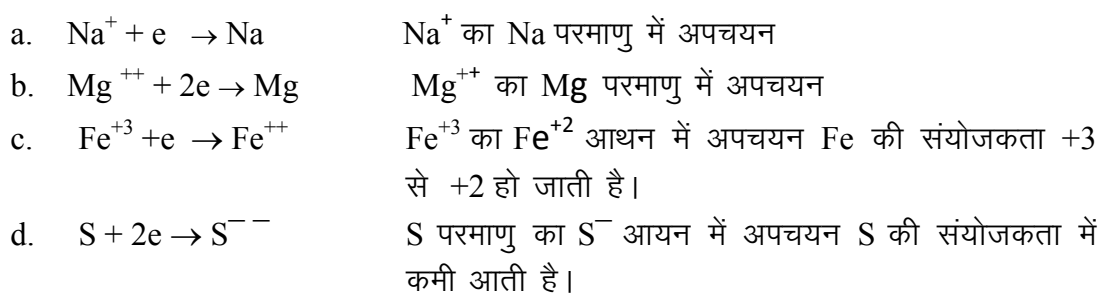 a. Na⁺ + e → Na Na⁺ का Na परमाणु में अपचयन
b. Mg ⁺⁺ + 2e → Mg Mg⁺⁺ का Mg परमाणु में अपचयन
c. Fe⁺³ +e → Fe⁺⁺ Fe⁺³ का Fe⁺² आथन में अपचयन Fe की संयोजकता +3
से +2 हो जाती है।
d. S + 2e → S⁻ ⁻ S परमाणु का S⁻ आयन में अपचयन S की संयोजकता में
कमी आती है।